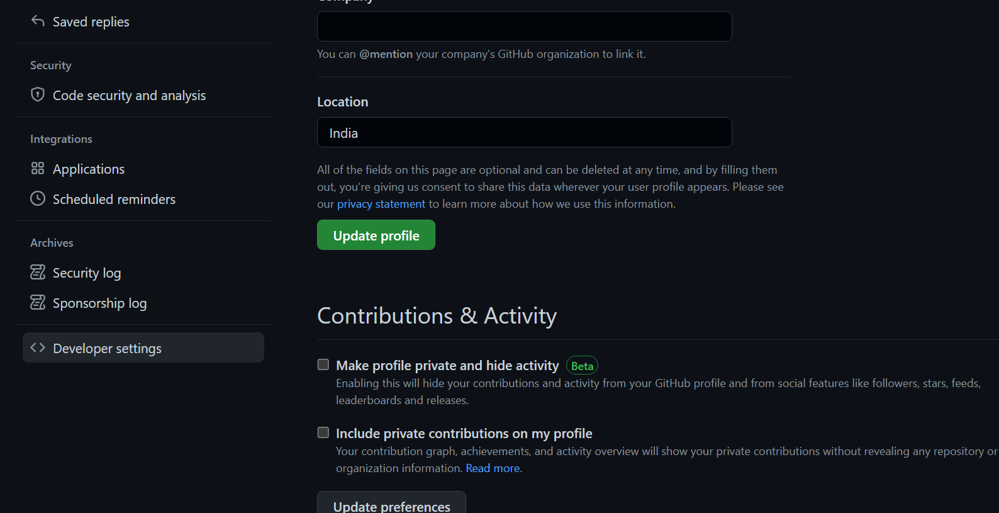 Saved replies
Security
Code security and analysis
Integrations
Applications
Scheduled reminders
Archives
Security log
Sponsorship log
Developer settings
Company
You can @mention your company’s GitHub organization to link it.
Location
India
All of the fields on this page are optional and can be deleted at any time, and by filling them
out, you're giving us consent to share this data wherever your user profile appears. Please see
our privacy statement to learn more about how we use this information.
Update profile
Contributions & Activity
Make profile private and hide activity Beta
Enabling this will hide your contributions and activity from your GitHub profile and from social features like followers, stars, feeds,
leaderboards and releases.
Include private contributions on my profile
Your contribution graph, achievements, and activity overview will show your private contributions without revealing any repository or
organization information. Read more.
Update preferences